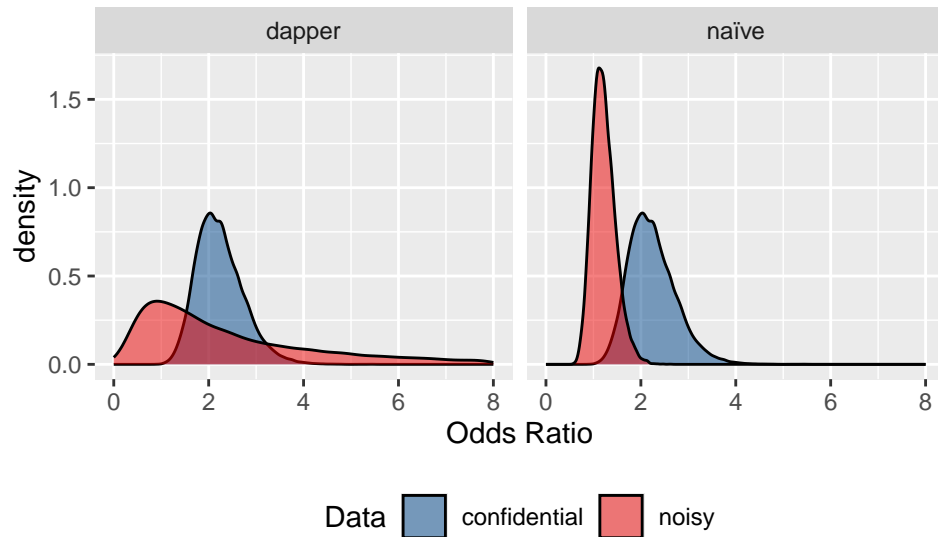 dapper naïve
1.5
1.0
0.5
0.0
density
0 2 4 6 8 0 2 4 6 8
Odds Ratio
Data confidential noisy